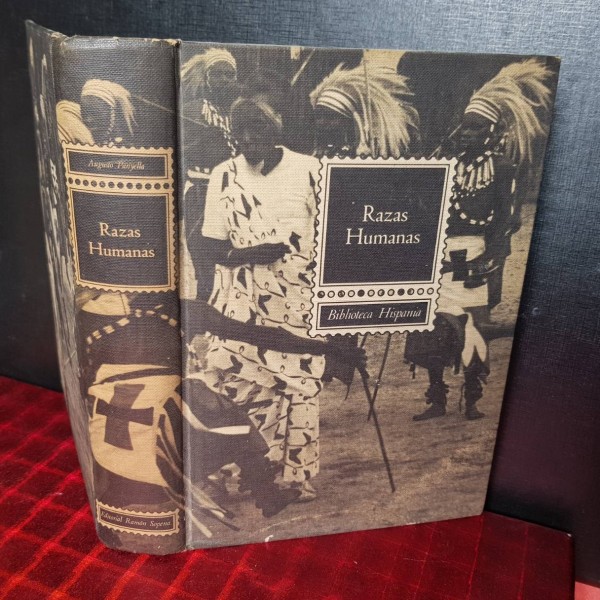 Augusto Panyella
Razas
Humanas
Editorial Ramón Sopena
Razas
Humanas
Biblioteca Hispania